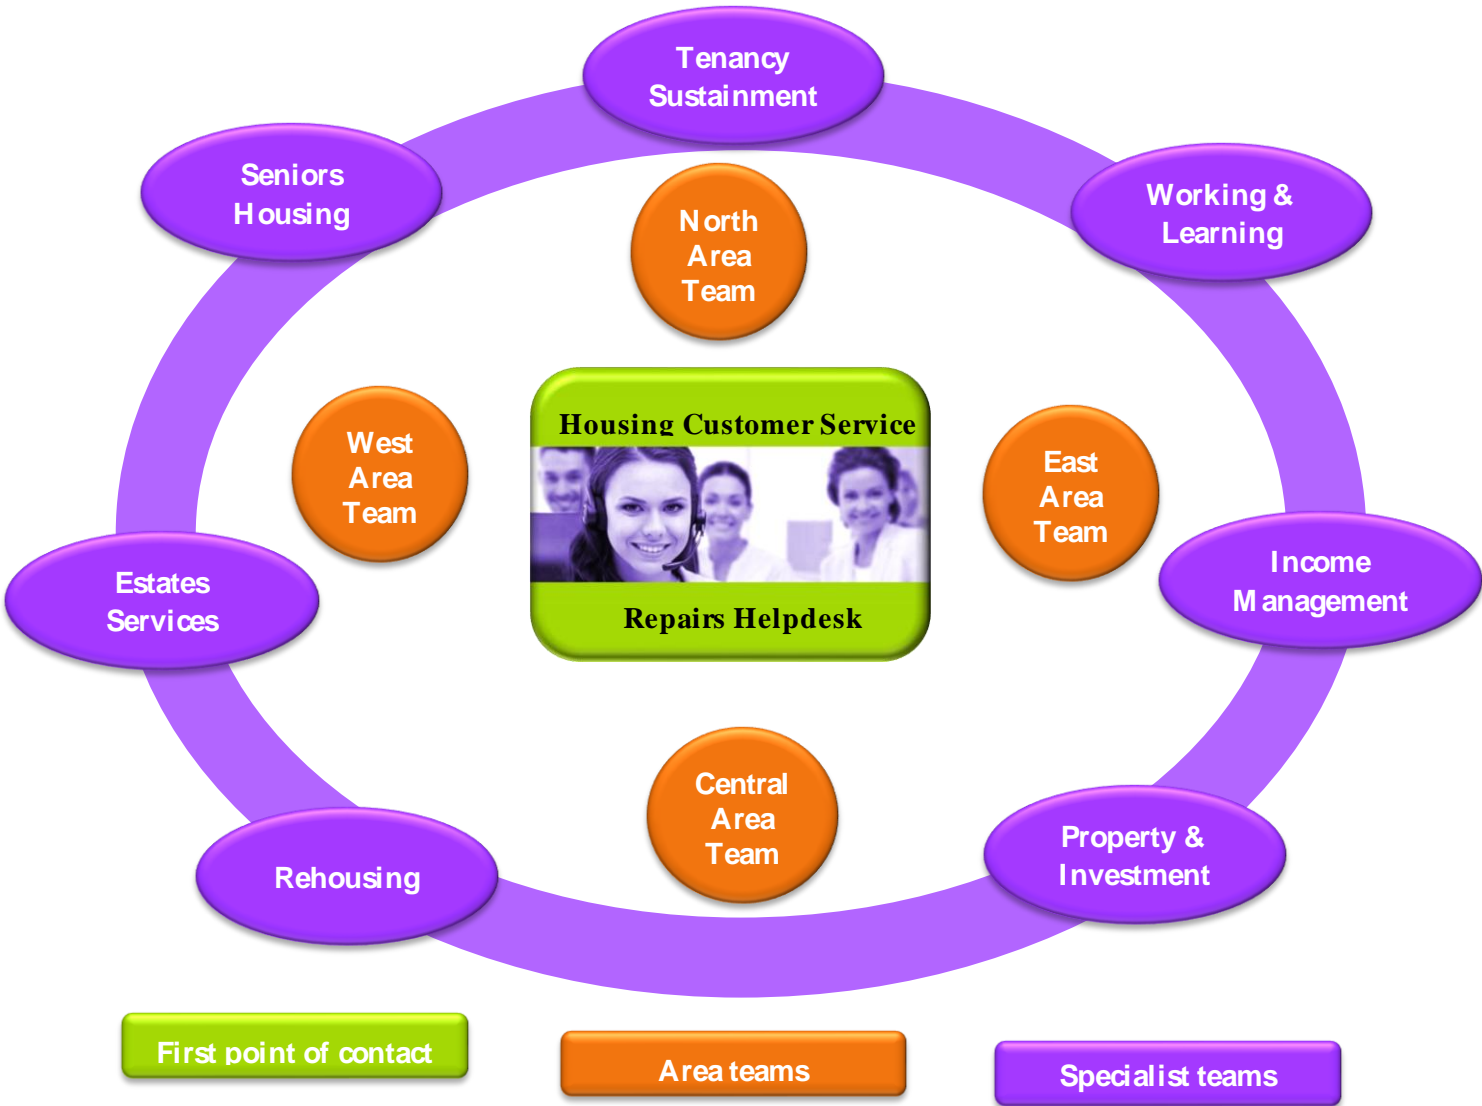 Tenancy
Sustainment
Seniors
Housing
Working &
Learning
North
Area
Team
Housing Customer Service
West
Area
Team
East
Area
Team
Repairs Helpdesk
Estates
Services
Income
Management
Central
Area
Team
Rehousing
Property &
Investment
First point of contact
Area teams
Specialist teams